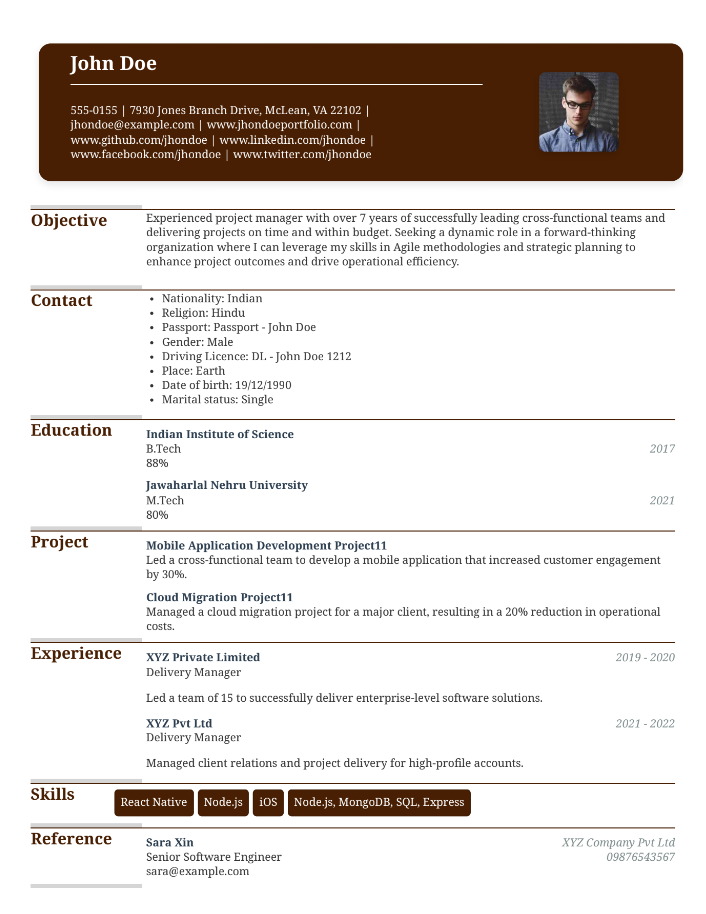 John Doe
555-0155 | 7930 Jones Branch Drive, McLean, VA 22102 |
jhondoe@example.com | www.jhondoeportfolio.com |
www.github.com/jhondoe | www.linkedin.com/jhondoe |
www.facebook.com/jhondoe | www.twitter.com/jhondoe
Objective
Experienced project manager with over 7 years of successfully leading cross-functional teams and
delivering projects on time and within budget. Seeking a dynamic role in a forward-thinking
organization where I can leverage my skills in Agile methodologies and strategic planning to
enhance project outcomes and drive operational efficiency.
Contact
• Nationality: Indian
• Religion: Hindu
• Passport: Passport - John Doe
• Gender: Male
• Driving Licence: DL - John Doe 1212
• Place: Earth
• Date of birth: 19/12/1990
• Marital status: Single
Education
Indian Institute of Science
B.Tech 2017
88%
Jawaharlal Nehru University
M.Tech 2021
80%
Project
Mobile Application Development Project11
Led a cross-functional team to develop a mobile application that increased customer engagement
by 30%.
Cloud Migration Project11
Managed a cloud migration project for a major client, resulting in a 20% reduction in operational
costs.
Experience
XYZ Private Limited 2019 - 2020
Delivery Manager
Led a team of 15 to successfully deliver enterprise-level software solutions.
XYZ Pvt Ltd 2021 - 2022
Delivery Manager
Managed client relations and project delivery for high-profile accounts.
Skills
React Native Node.js iOS Node.js, MongoDB, SQL, Express
Reference
Sara Xin XYZ Company Pvt Ltd
Senior Software Engineer 09876543567
sara@example.com